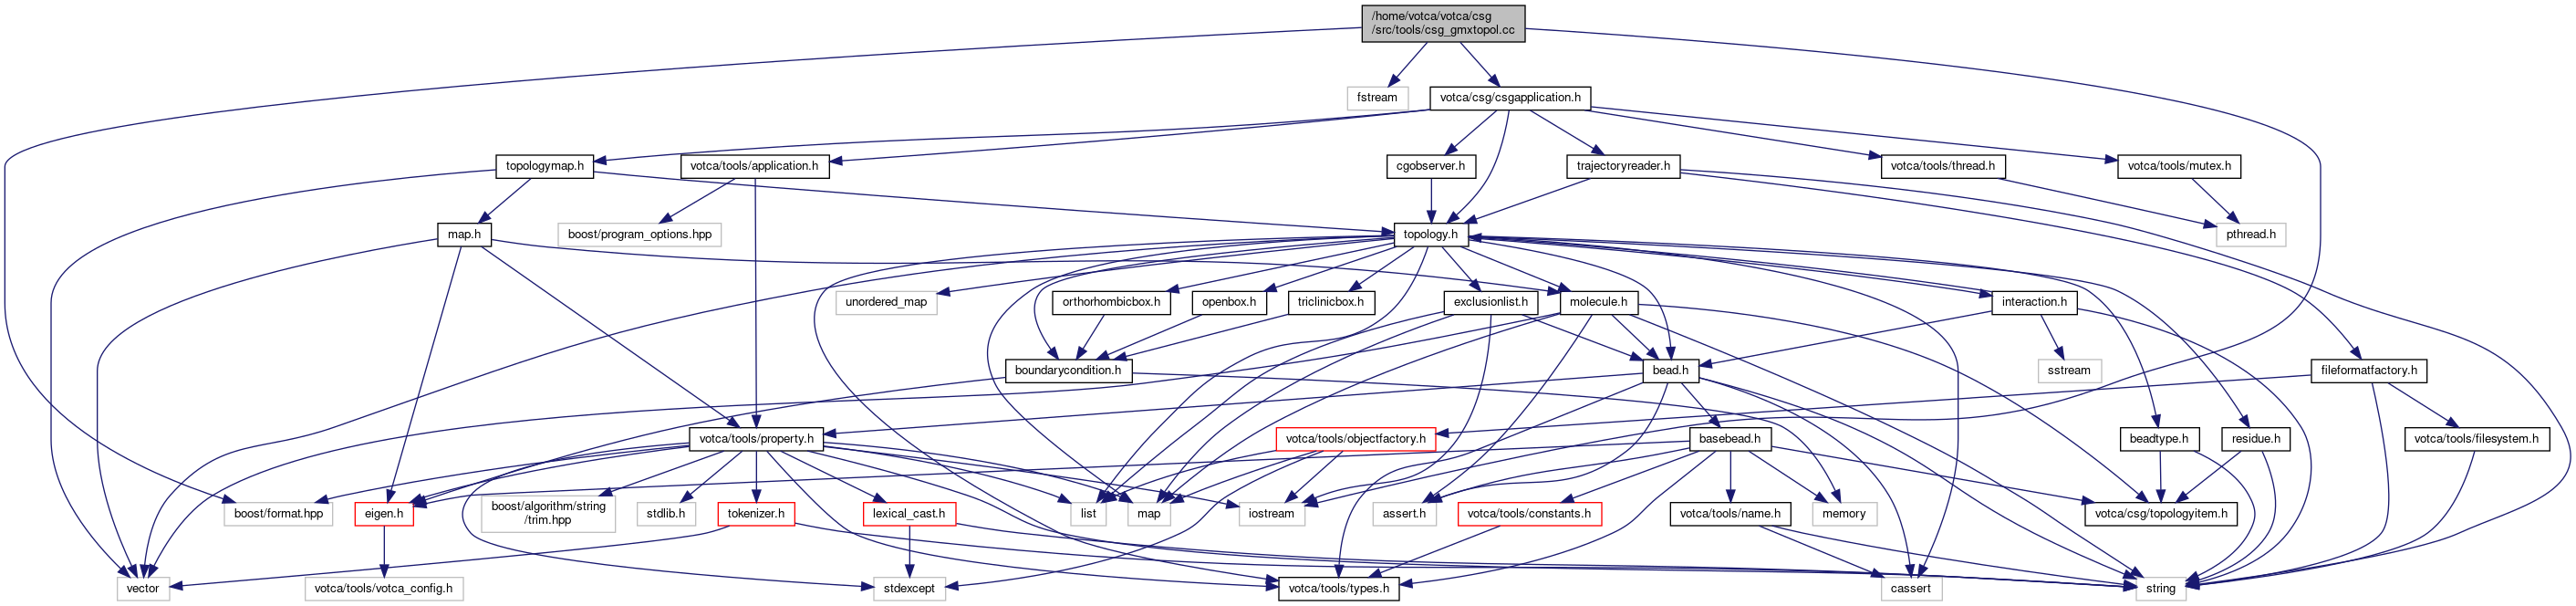 /home/votca/votca/csg
/src/tools/csg_gmxtopol.cc
fstream
votca/csg/csgapplication.h
topologymap.h
votca/tools/application.h
cgobserver.h
trajectoryreader.h
votca/tools/thread.h
votca/tools/mutex.h
map.h
boost/program_options.hpp
topology.h
pthread.h
unordered_map
orthorhombicbox.h
openbox.h
triclinicbox.h
exclusionlist.h
molecule.h
interaction.h
boundarycondition.h
bead.h
sstream
fileformatfactory.h
votca/tools/property.h
votca/tools/objectfactory.h
basebead.h
beadtype.h
residue.h
votca/tools/filesystem.h
boost/format.hpp
eigen.h
boost/algorithm/string
/trim.hpp
stdlib.h
tokenizer.h
lexical_cast.h
list
map
iostream
assert.h
votca/tools/constants.h
votca/tools/name.h
memory
votca/csg/topologyitem.h
vector
votca/tools/votca_config.h
stdexcept
votca/tools/types.h
cassert
string